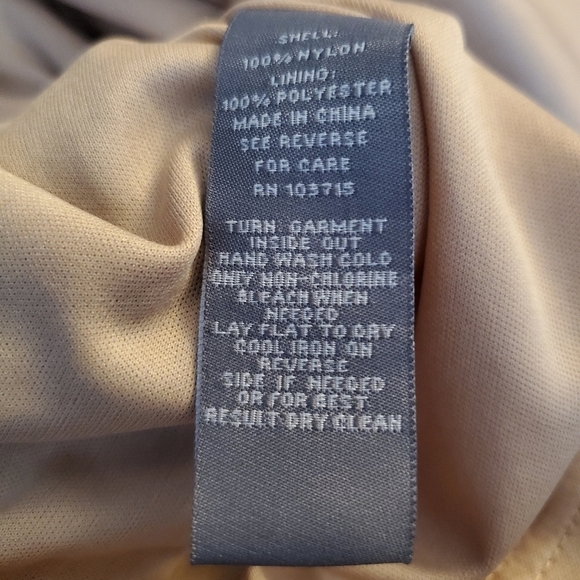 SHELL:
100% NYLON
LINING:
100% POLYESTER
MADE IN CHINA
SEE REVERSE
FOR CARE
RN 103715
TURN GARMENT
INSIDE OUT
HAND WASH COLD
ONLY NON-CHLORINE
BLEACH WHEN
NEEDED
LAY FLAT TO DRY
COOL IRON ON
REVERSE
SIDE IF NEEDED
OR FOR BEST
RESULT DRY CLEAN